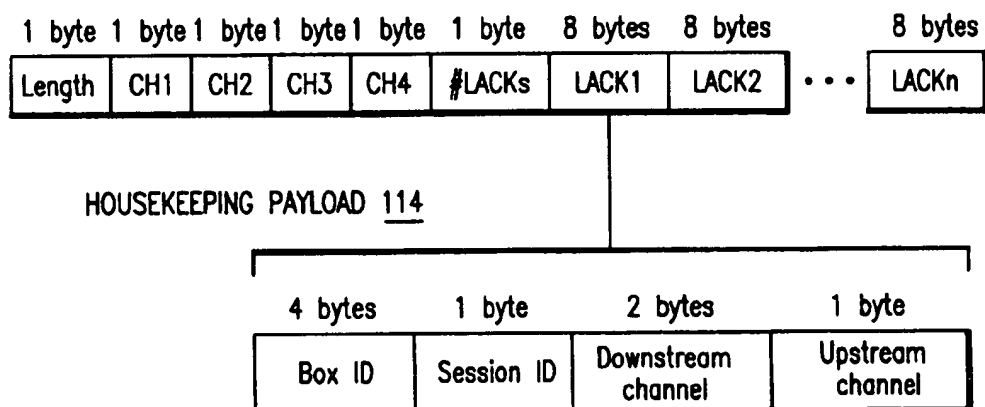 1 byte 1 byte 1 byte 1 byte 1 byte 1 byte 8 bytes 8 bytes 8 bytes
Length CH1 CH2 CH3 CH4 #LACKs LACK1 LACK2 ••• LACKn
HOUSEKEEPING PAYLOAD 114
4 bytes 1 byte 2 bytes 1 byte
Box ID Session ID Downstream channel Upstream channel